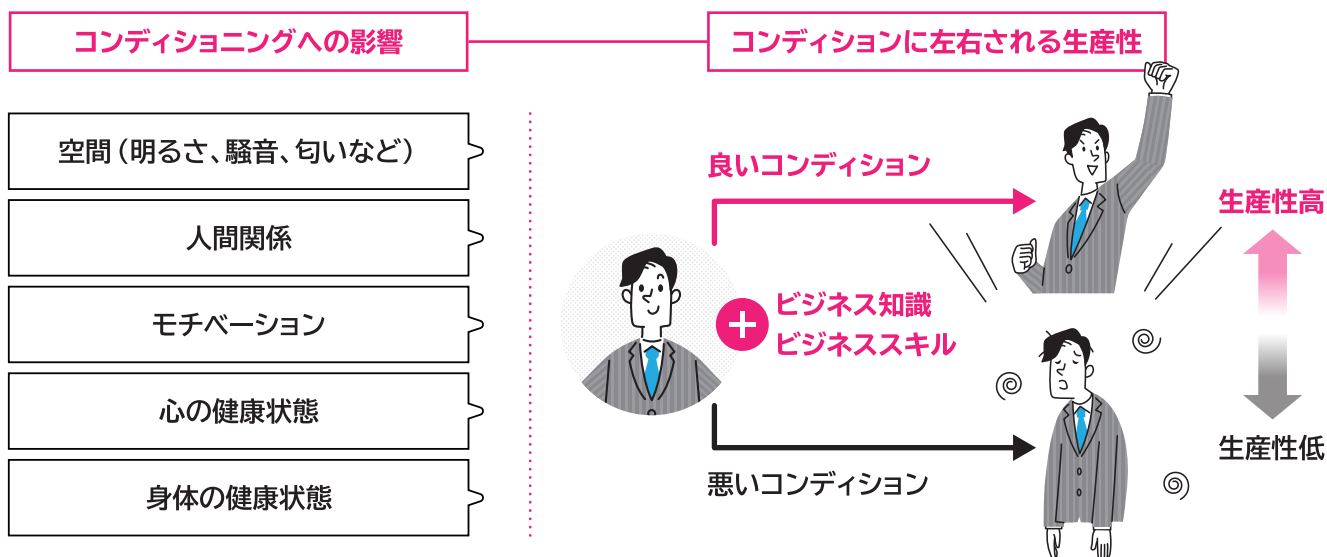 コンディショニングへの影響
コンディションに左右される生産性
空間（明るさ、騒音、匂いなど）
人間関係
モチベーション
心の健康状態
身体の健康状態
良いコンディション
ビジネス知識
ビジネススキル
悪いコンディション
生産性高
生産性低